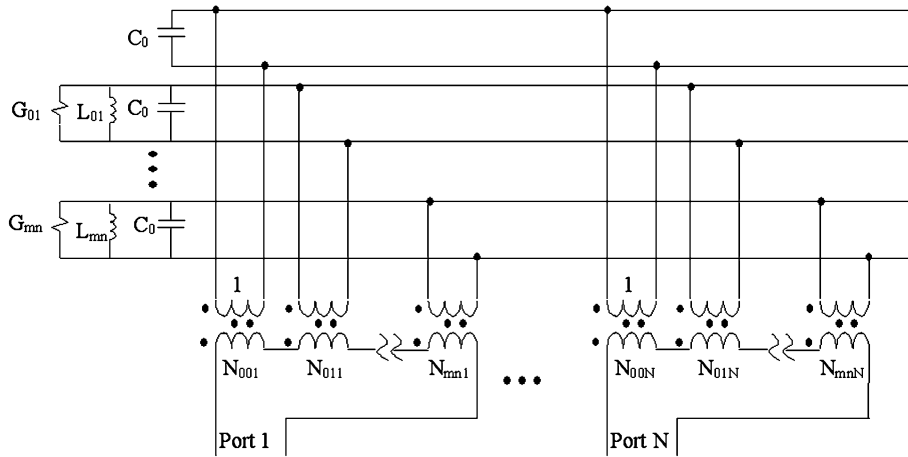 C₀
G₀₁ L₀₁ C₀
Gₘₙ Lₘₙ C₀
1 1
N₀₀₁ N₀₁₁ Nₘₙ₁ N₀₀N N₀₁N NₘₙN
Port 1 Port N